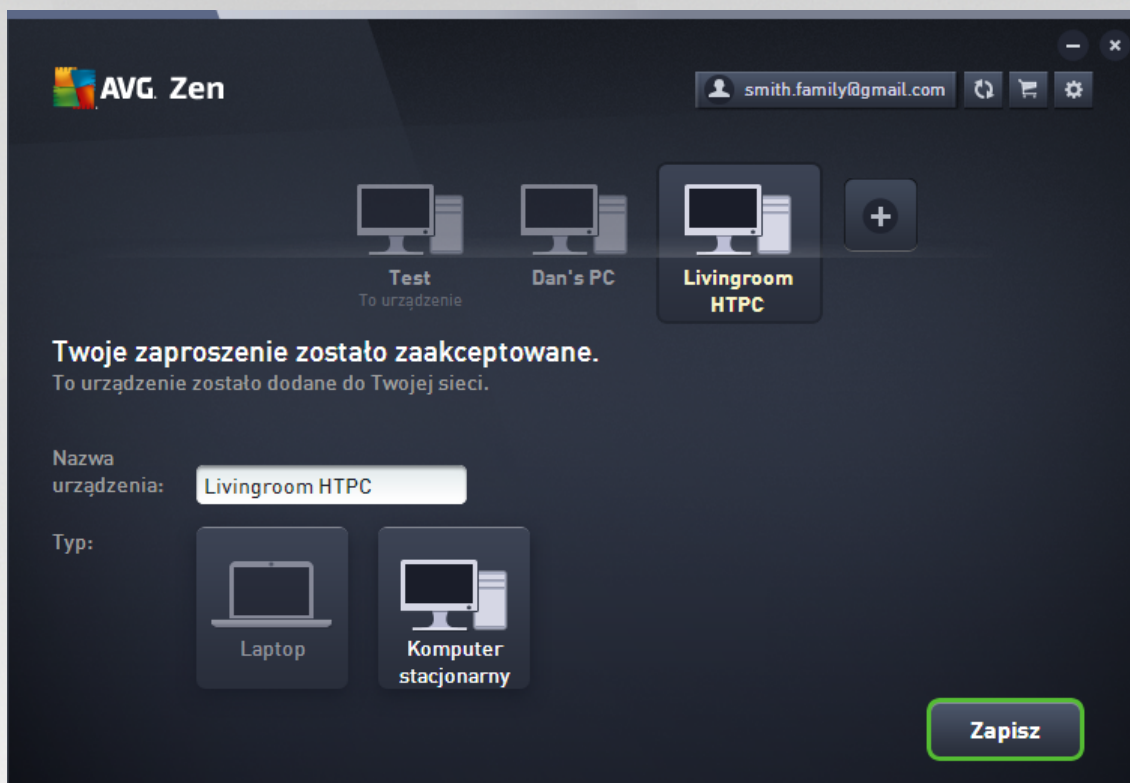 AVG. Zen
smith.family@gmail.com
Test
To urządzenie
Dan's PC
Livingroom
HTPC
Twoje zaproszenie zostało zaakceptowane.
To urządzenie zostało dodane do Twojej sieci.
Nazwa
urządzenia:
Livingroom HTPC
Typ:
Laptop
Komputer
stacjonarny
Zapisz